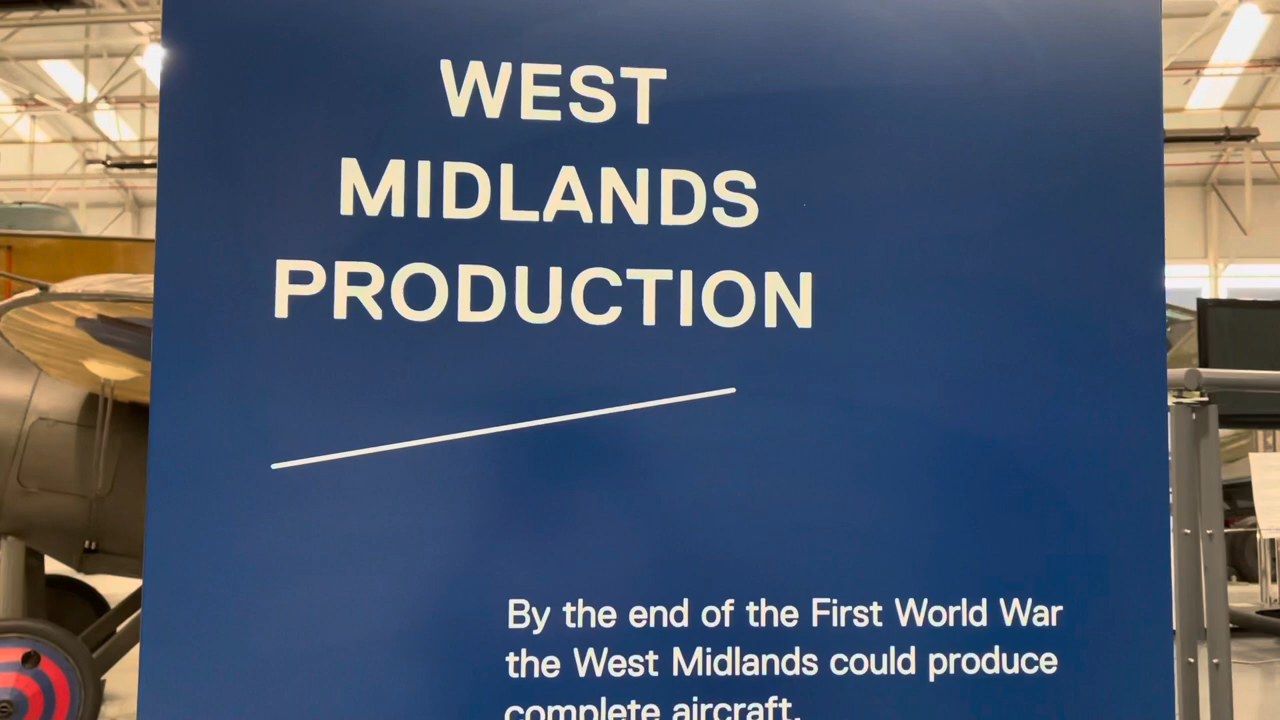 WEST
MIDLANDS
PRODUCTION
By the end of the First World War
the West Midlands could produce
complete aircraft.